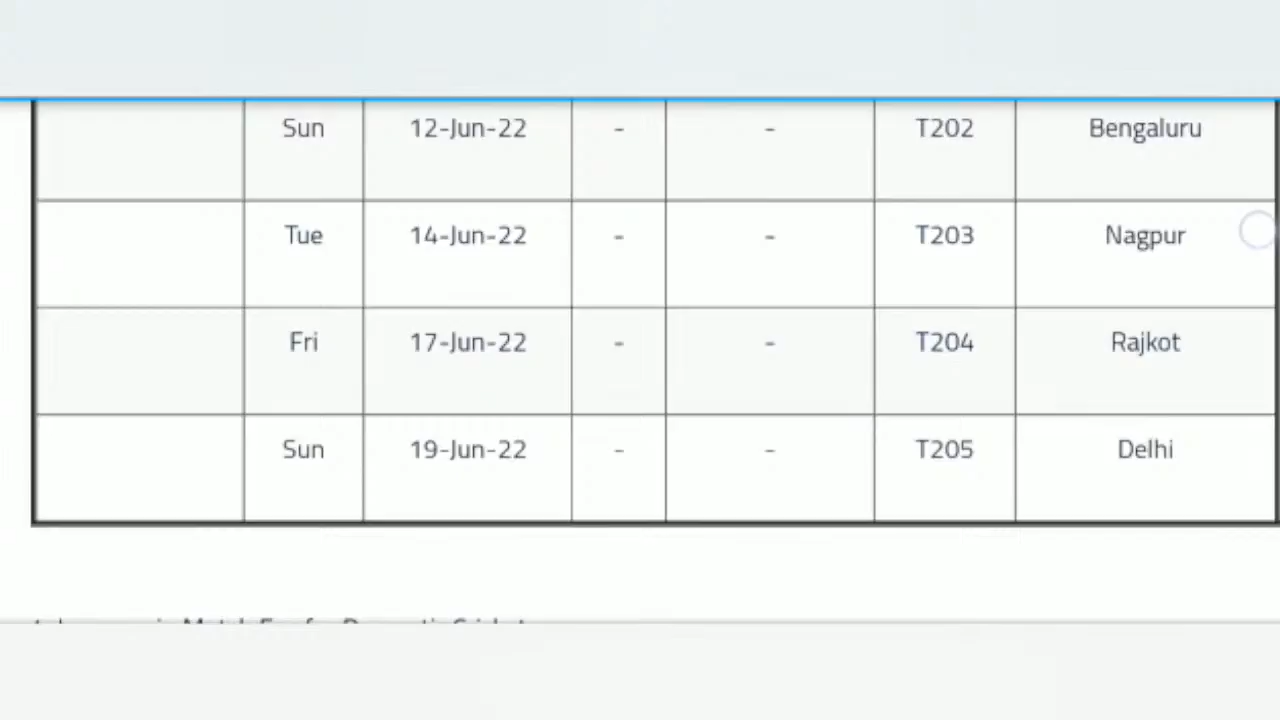 Sun 12-Jun-22 - - T202 Bengaluru
Tue 14-Jun-22 - - T203 Nagpur
Fri 17-Jun-22 - - T204 Rajkot
Sun 19-Jun-22 - - T205 Delhi